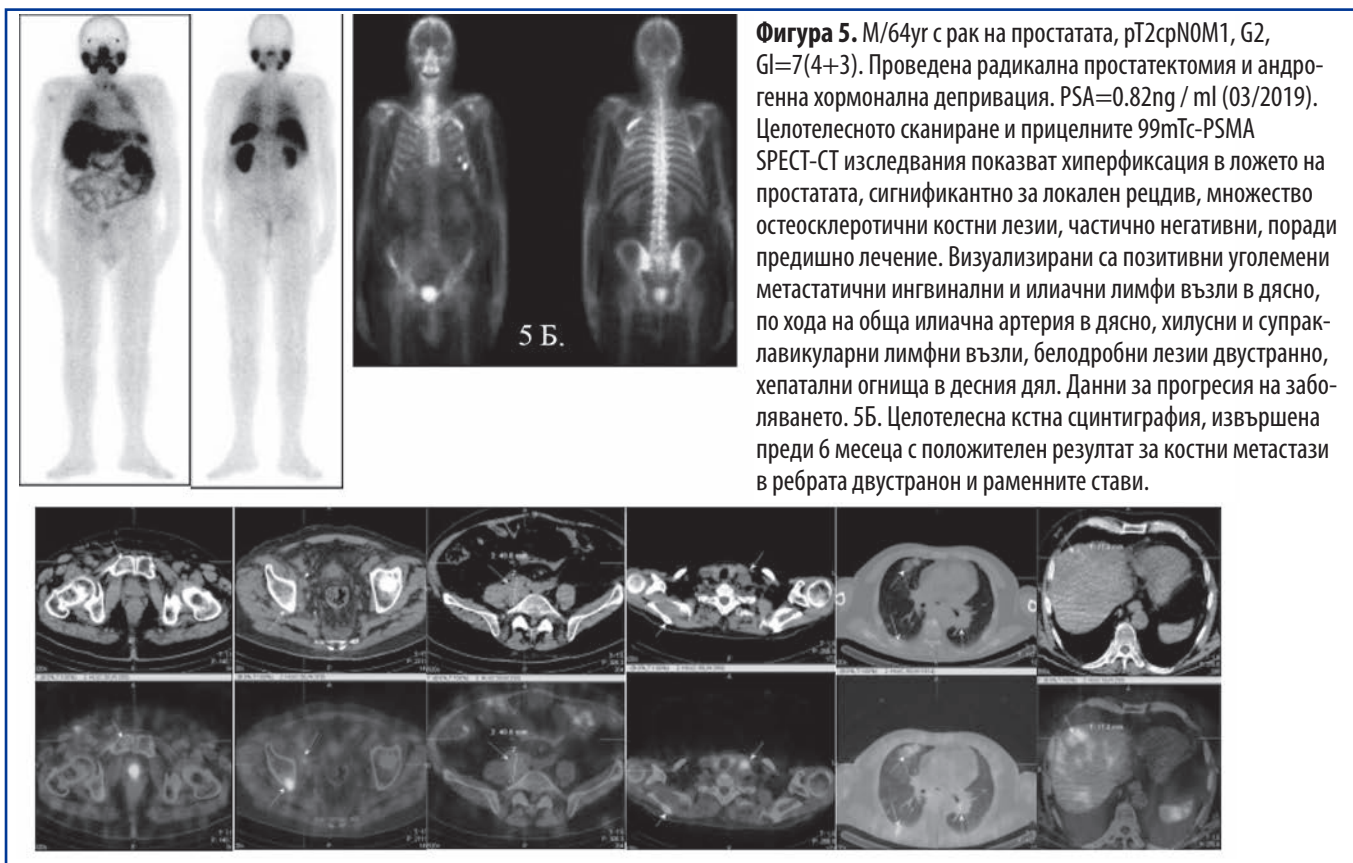 Фигура 5. M/64yr с рак на простатата, pT2cpN0M1, G2,
Gl=7(4+3). Проведена радикална простатектомия и андро-
генна хормонална депривация. PSA=0.82ng / ml (03/2019).
Целотелесното сканиране и прицелните 99mTc-PSMA
SPECT-CT изследвания показват хиперфиксация в ложето на
простатата, сигнификантно за локален рецдив, множество
остеосклеротични костни лезии, частично негативни, поради
предишно лечение. Визуализирани са позитивни уголемени
метастатични ингвинални и илиачни лимфи възли в дясно,
по хода на обща илиачна артерия в дясно, хилусни и супрак-
лавикуларни лимфни възли, белодробни лезии двустранно,
хепатални огнища в десния дял. Данни за прогресия на забо-
ляването. 5Б. Целотелесна кстна сцинтиграфия, извършена
преди 6 месеца с положителен резултат за костни метастази
в ребрата двустранон и раменните стави.
5 Б.